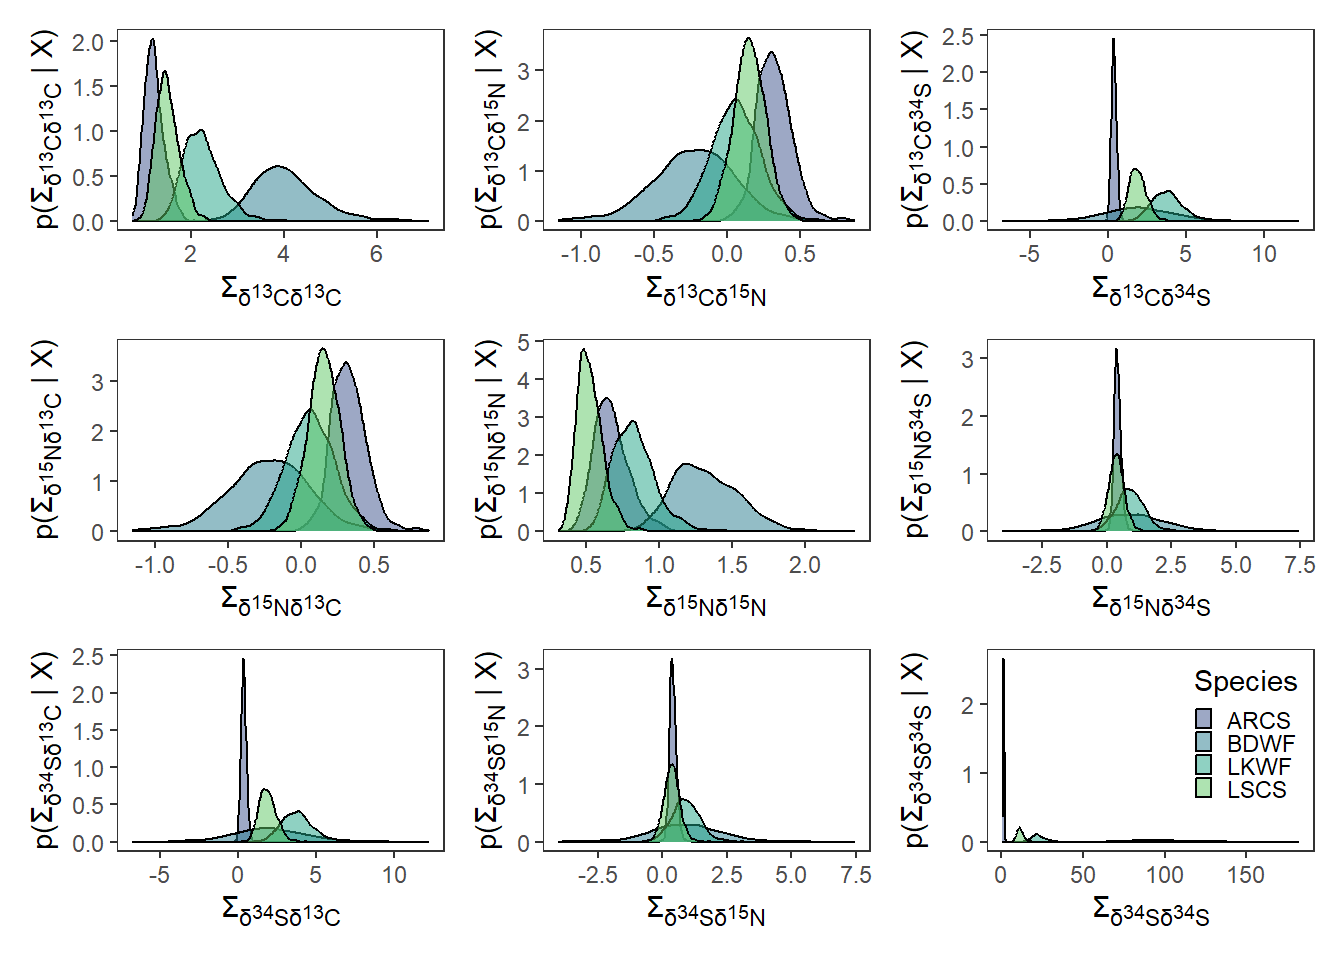 p(Σδ13Cδ13C | X)
2.0
1.5
1.0
0.5
0.0
2 4 6
Σδ13Cδ13C
p(Σδ13Cδ15N | X)
3
2
1
0
-1.0 -0.5 0.0 0.5
Σδ13Cδ15N
p(Σδ13Cδ34S | X)
2.5
2.0
1.5
1.0
0.5
0.0
-5 0 5 10
Σδ13Cδ34S
p(Σδ15Nδ13C | X)
3
2
1
0
-1.0 -0.5 0.0 0.5
Σδ15Nδ13C
p(Σδ15Nδ15N | X)
5
4
3
2
1
0
0.5 1.0 1.5 2.0
Σδ15Nδ15N
p(Σδ15Nδ34S | X)
3
2
1
0
-2.5 0.0 2.5 5.0 7.5
Σδ15Nδ34S
p(Σδ34Sδ13C | X)
2.5
2.0
1.5
1.0
0.5
0.0
-5 0 5 10
Σδ34Sδ13C
p(Σδ34Sδ15N | X)
3
2
1
0
-2.5 0.0 2.5 5.0 7.5
Σδ34Sδ15N
p(Σδ34Sδ34S | X)
2
1
0
0 50 100 150
Σδ34Sδ34S
Species
ARCS
BDWF
LKWF
LSCS